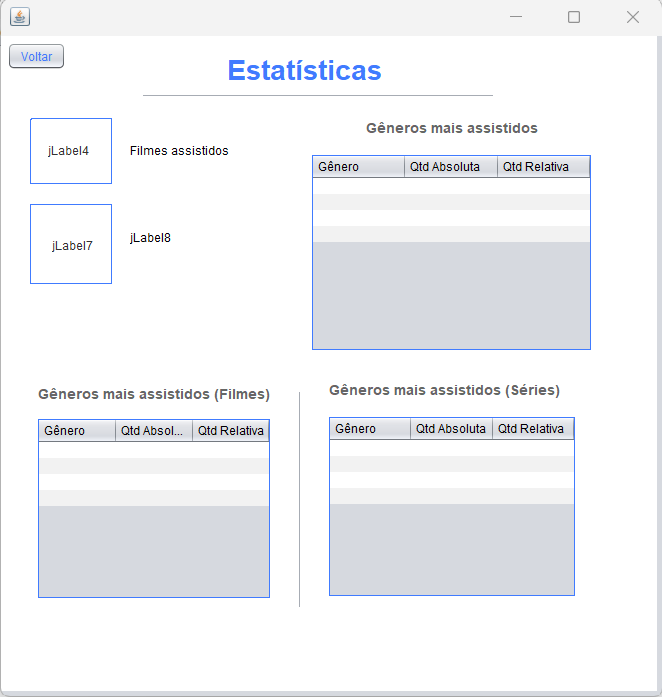 Voltar
Estatísticas
jLabel4
Filmes assistidos
jLabel7
jLabel8
Gêneros mais assistidos
Gênero Qtd Absoluta Qtd Relativa
Gêneros mais assistidos (Filmes)
Gênero Qtd Absol... Qtd Relativa
Gêneros mais assistidos (Séries)
Gênero Qtd Absoluta Qtd Relativa